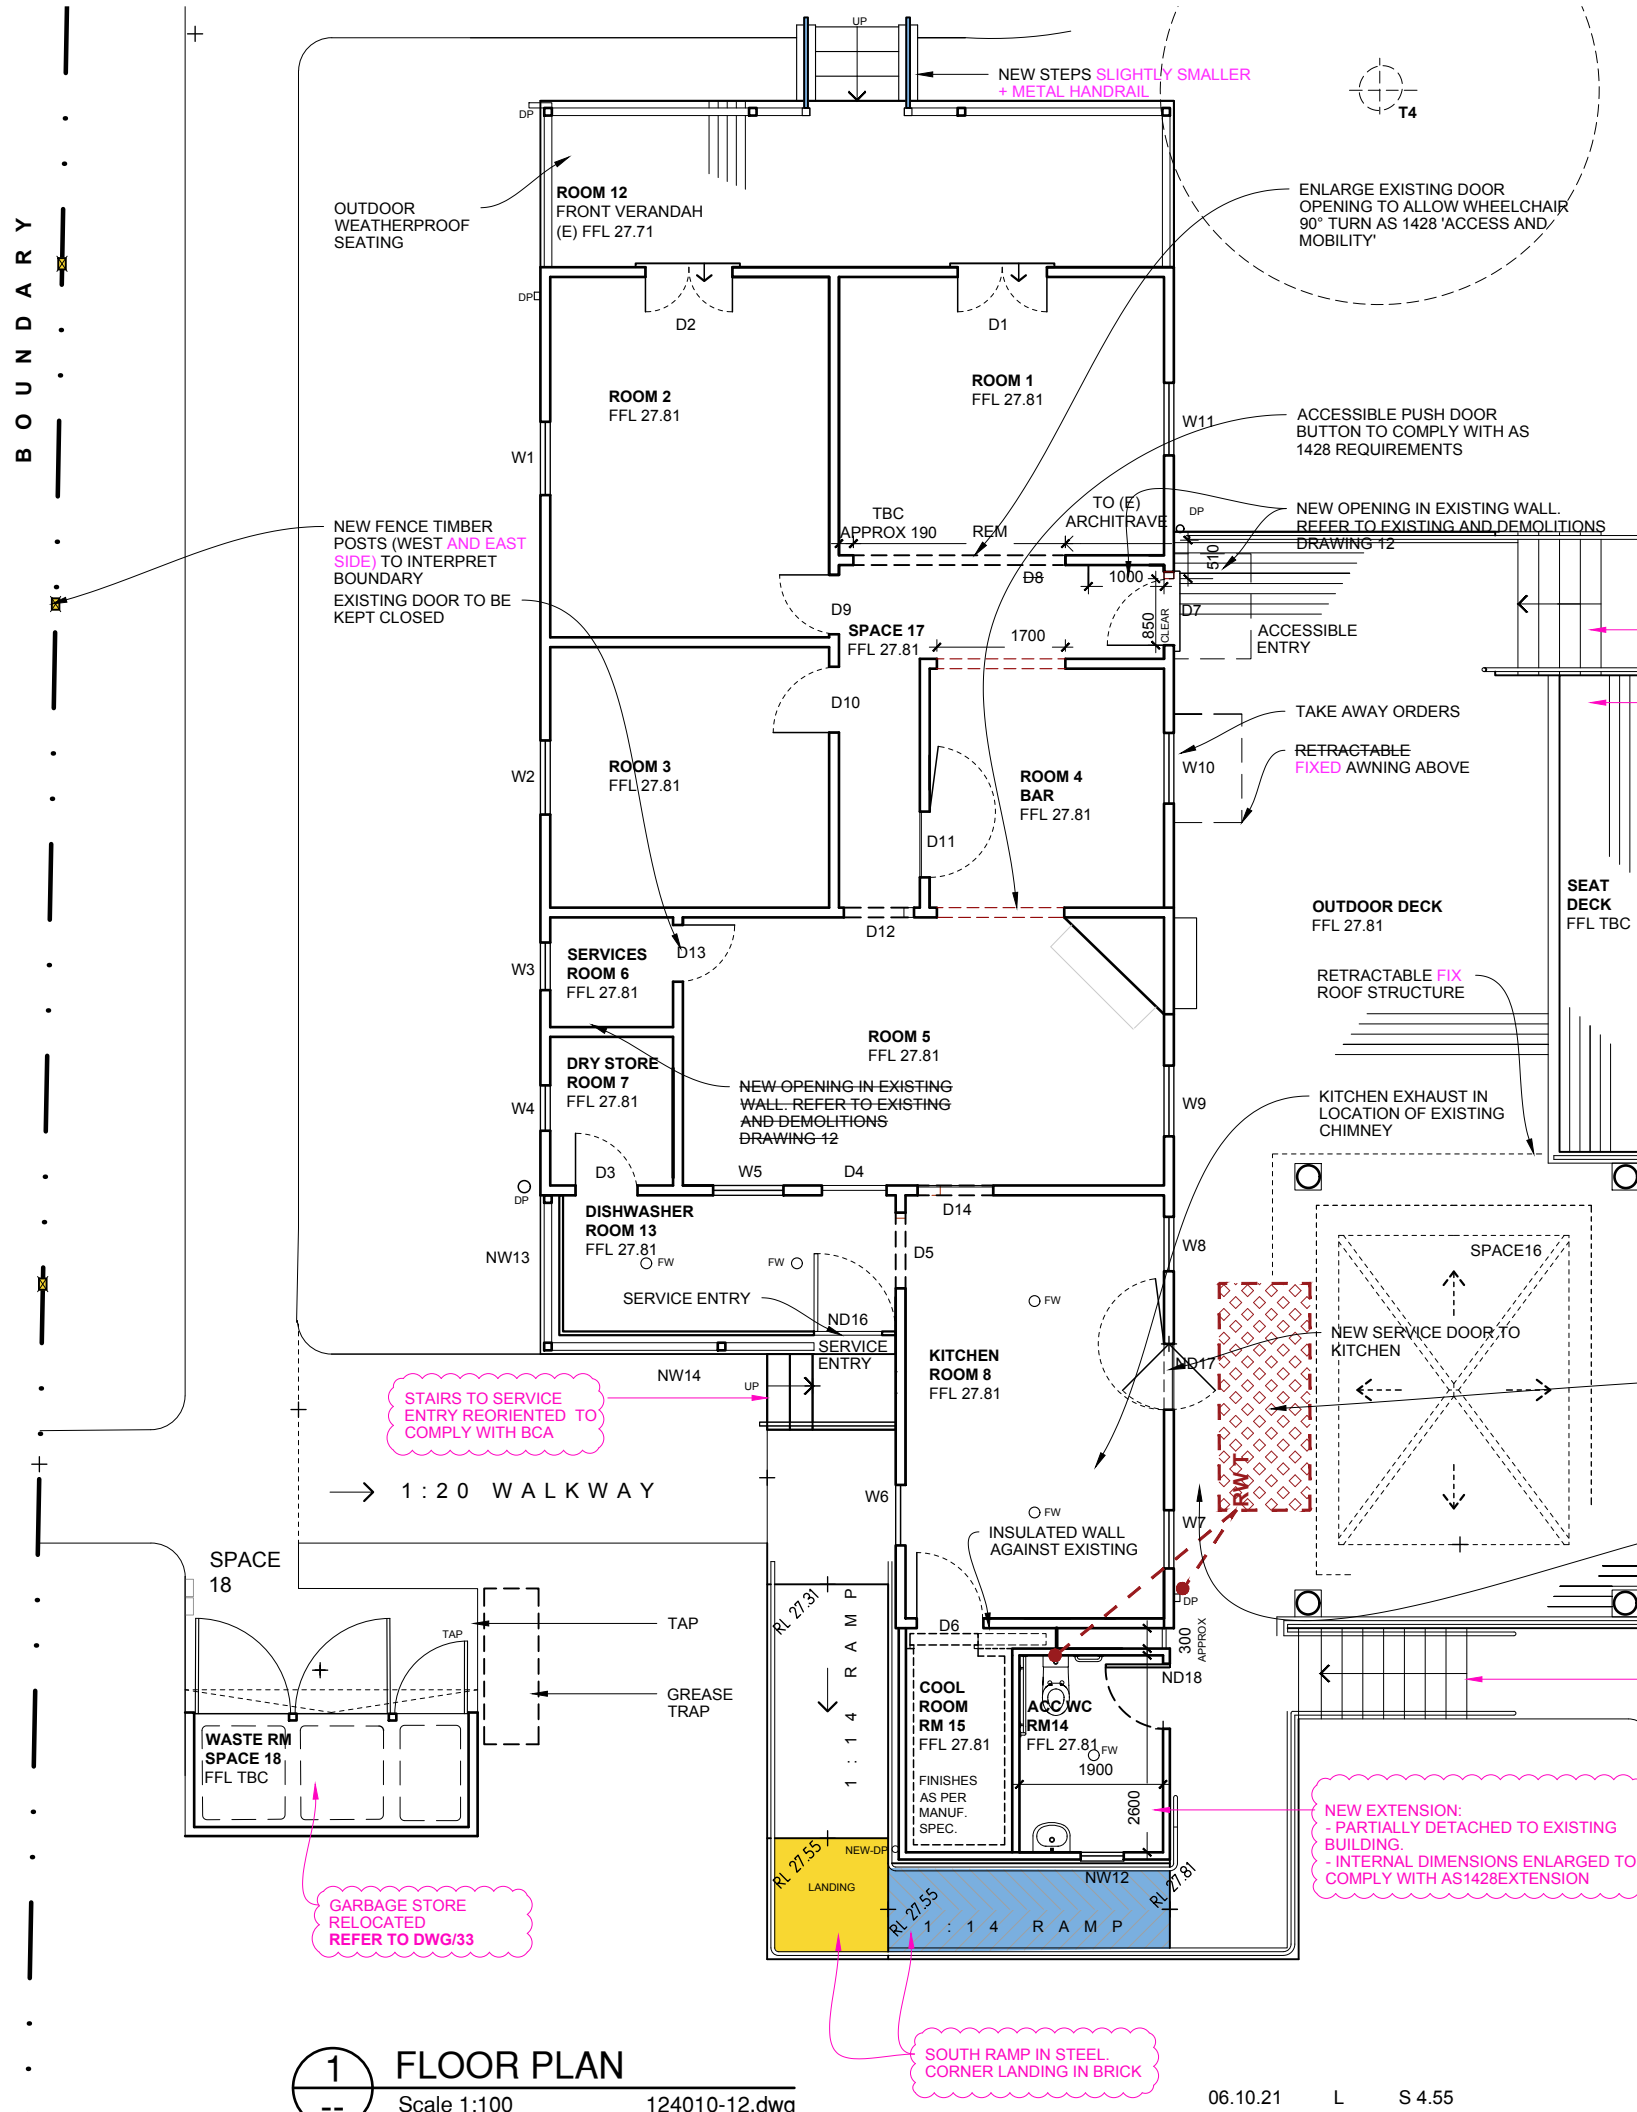 UP
NEW STEPS SLIGHTLY SMALLER
+ METAL HANDRAIL
T4
DP
ROOM 12
FRONT VERANDAH
(E) FFL 27.71
OUTDOOR
WEATHERPROOF
SEATING
ENLARGE EXISTING DOOR
OPENING TO ALLOW WHEELCHAIR
90° TURN AS 1428 'ACCESS AND
MOBILITY'
BOUNDARY
DP
D2
D1
ROOM 2
FFL 27.81
ROOM 1
FFL 27.81
W11
ACCESSIBLE PUSH DOOR
BUTTON TO COMPLY WITH AS
1428 REQUIREMENTS
W1
TBC
APPROX 190
REM
TO (E)
ARCHITRAVE
DP
NEW OPENING IN EXISTING WALL.
REFER TO EXISTING AND DEMOLITIONS
DRAWING 12
510
NEW FENCE TIMBER
POSTS (WEST AND EAST
SIDE) TO INTERPRET
BOUNDARY
EXISTING DOOR TO BE
KEPT CLOSED
D8
1000
D9
D7
850
CLEAR
SPACE 17
FFL 27.81
1700
ACCESSIBLE
ENTRY
D10
TAKE AWAY ORDERS
RETRACTABLE
FIXED AWNING ABOVE
W2
ROOM 3
FFL 27.81
ROOM 4
BAR
FFL 27.81
W10
D11
SEAT
DECK
FFL TBC
OUTDOOR DECK
FFL 27.81
D12
D13
SERVICES
ROOM 6
FFL 27.81
W3
RETRACTABLE FIX
ROOF STRUCTURE
ROOM 5
FFL 27.81
DRY STORE
ROOM 7
FFL 27.81
W4
NEW OPENING IN EXISTING
WALL. REFER TO EXISTING
AND DEMOLITIONS
DRAWING 12
W9
KITCHEN EXHAUST IN
LOCATION OF EXISTING
CHIMNEY
D3
W5
D4
DP
D14
DISHWASHER
ROOM 13
FFL 27.81
FW
FW
NW13
D5
W8
SPACE16
SERVICE ENTRY
FW
ND16
SERVICE
ENTRY
NEW SERVICE DOOR TO
KITCHEN
ND17
KITCHEN
ROOM 8
FFL 27.81
NW14
UP
STAIRS TO SERVICE
ENTRY REORIENTED TO
COMPLY WITH BCA
RWT
1:20 WALKWAY
W6
FW
W7
INSULATED WALL
AGAINST EXISTING
SPACE
18
RL 27.31
1:14 RAMP
DP
TAP
TAP
D6
300
APPROX
ND18
GREASE
TRAP
COOL
ROOM
RM 15
FFL 27.81
ACC WC
RM14
FFL 27.81
FW
WASTE RM
SPACE 18
FFL TBC
FINISHES
AS PER
MANUF.
SPEC.
1900
2600
NEW EXTENSION:
- PARTIALLY DETACHED TO EXISTING
BUILDING.
- INTERNAL DIMENSIONS ENLARGED TO
COMPLY WITH AS1428EXTENSION
NEW-DP
RL 27.55
LANDING
NW12
RL 27.81
RL 27.55
1:14 RAMP
GARBAGE STORE
RELOCATED
REFER TO DWG/33
SOUTH RAMP IN STEEL.
CORNER LANDING IN BRICK
1
--
FLOOR PLAN
Scale 1:100
124010-12.dwg
06.10.21
L
S 4.55